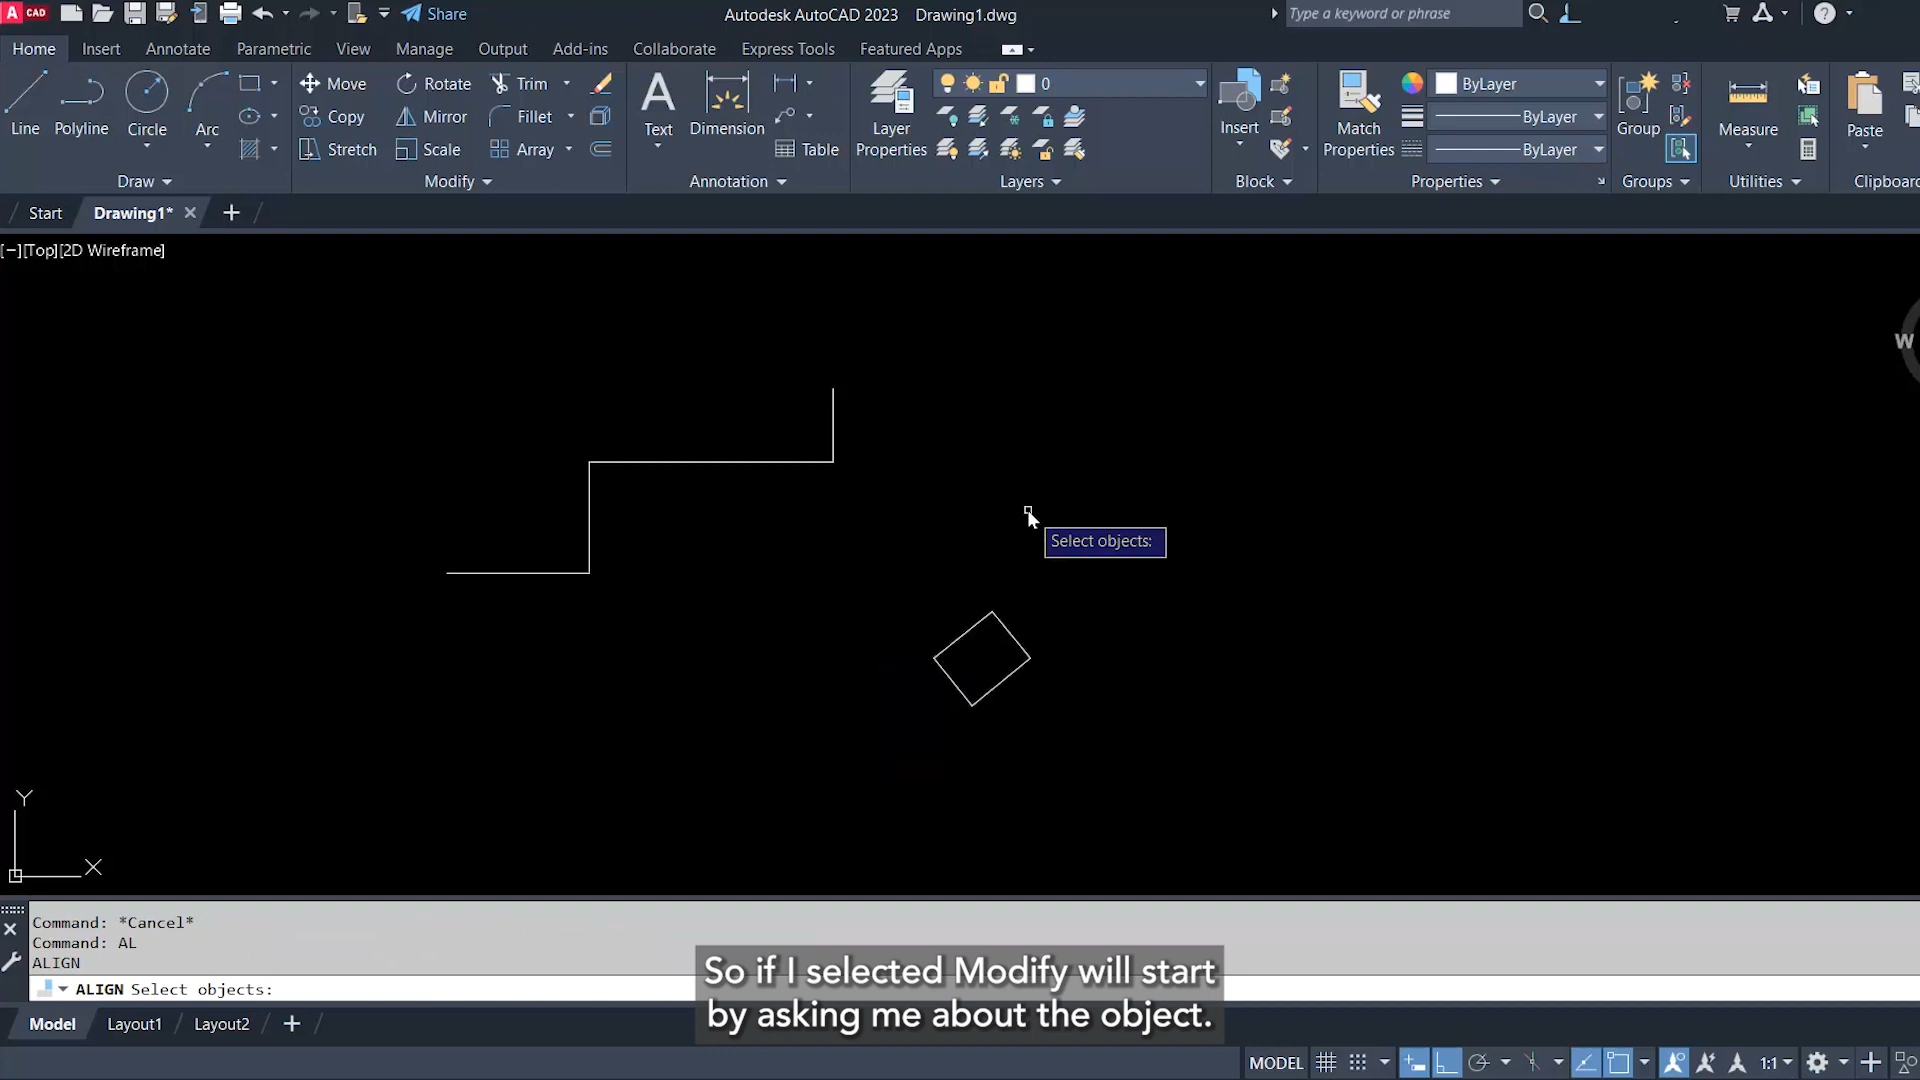 A CAD Share Autodesk AutoCAD 2023 Drawing1.dwg Type a keyword or phrase ?
Home Insert Annotate Parametric View Manage Output Add-ins Collaborate Express Tools Featured Apps
Line Polyline Circle Arc
Move Rotate Trim
Copy Mirror Fillet
Stretch Scale Array
Text Dimension Table
Layer Properties
0
Insert
Match Properties
ByLayer
ByLayer
ByLayer
Group Measure Paste
Draw Modify Annotation Layers Block Properties Groups Utilities Clipboard
Start Drawing1* +
[−][Top][2D Wireframe]
W
Select objects:
Y
X
Command: *Cancel*
Command: AL
ALIGN
ALIGN Select objects:
So if I selected Modify will start
by asking me about the object.
Model Layout1 Layout2 +
MODEL 1:1